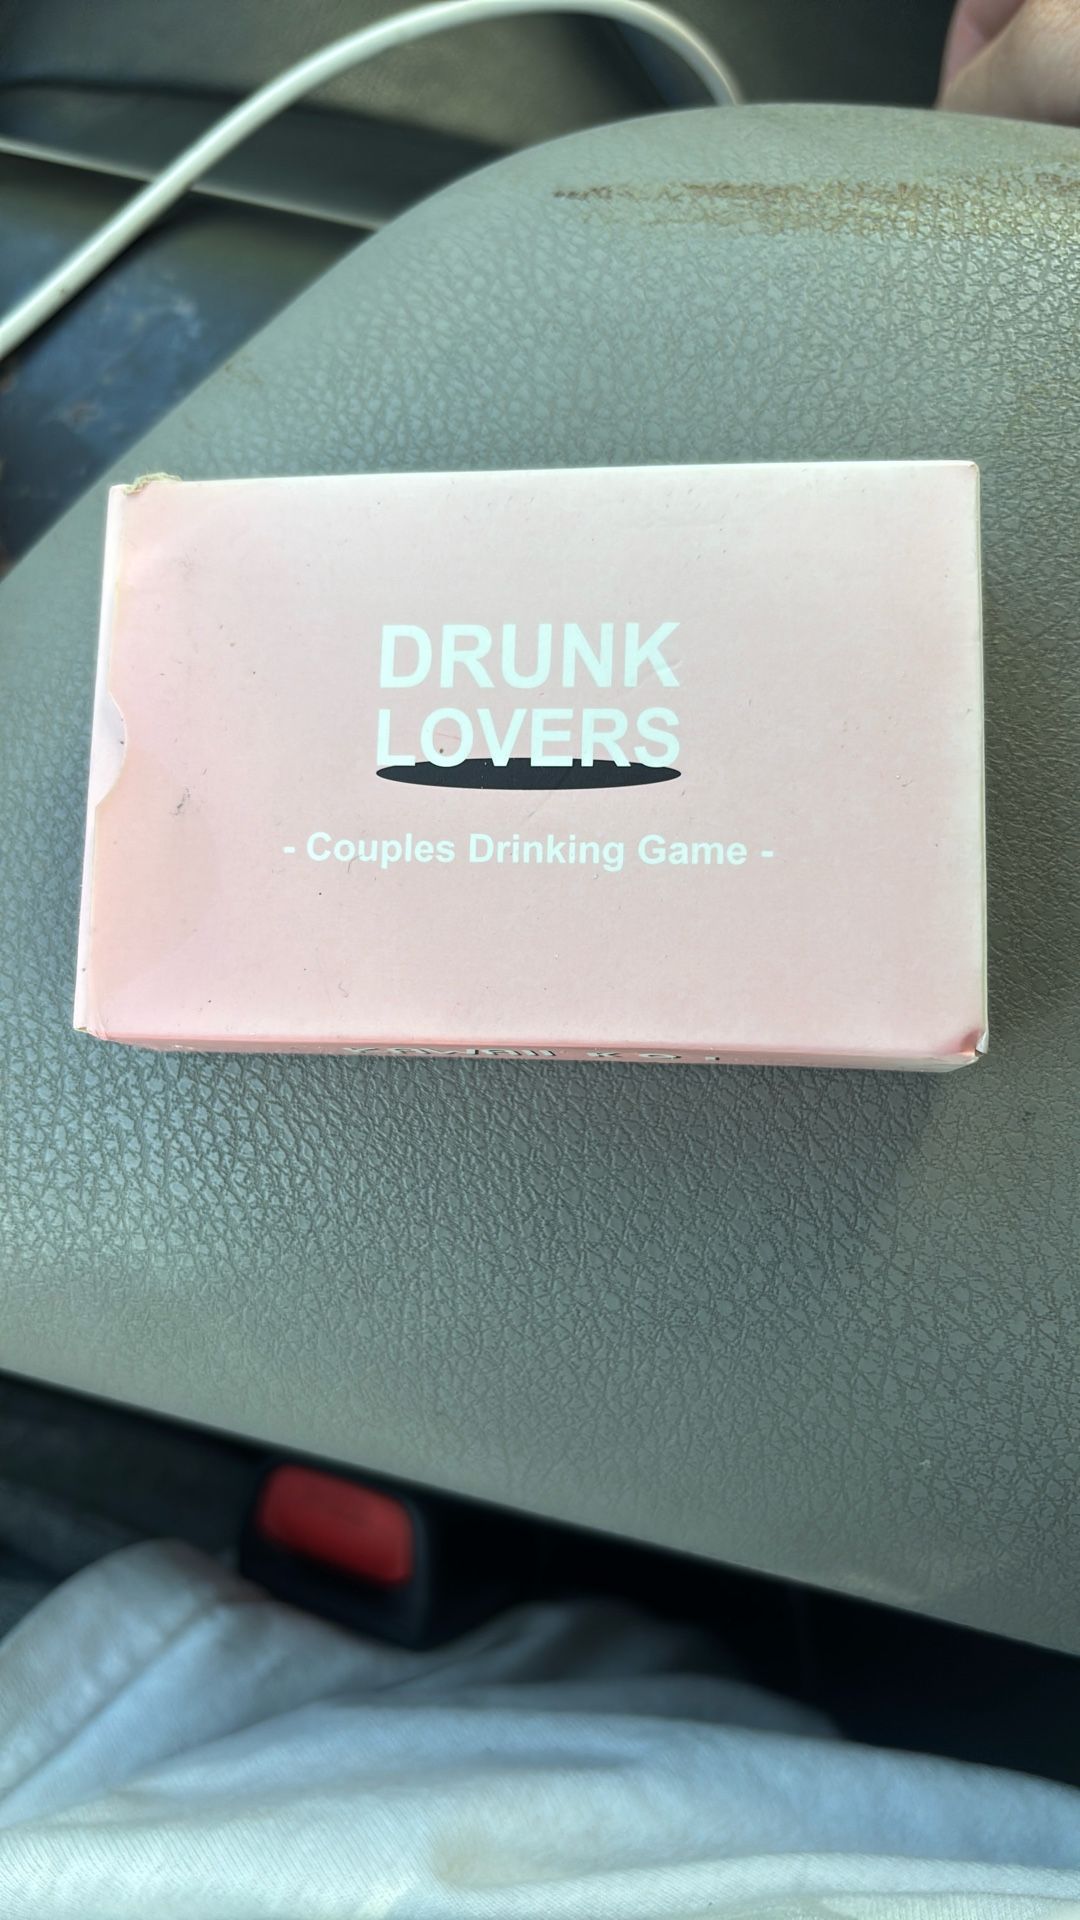 DRUNK
LOVERS
- Couples Drinking Game -